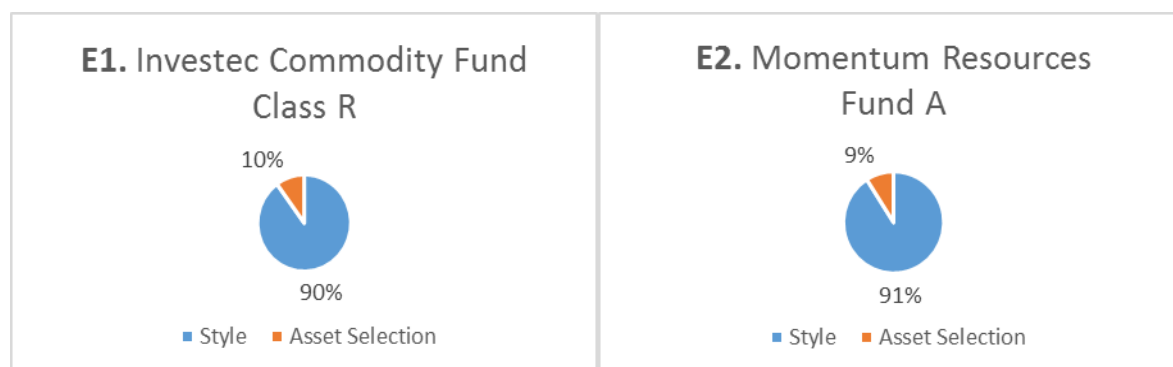 E1. Investec Commodity Fund
Class R
10%
90%
Style Asset Selection
E2. Momentum Resources
Fund A
9%
91%
Style Asset Selection